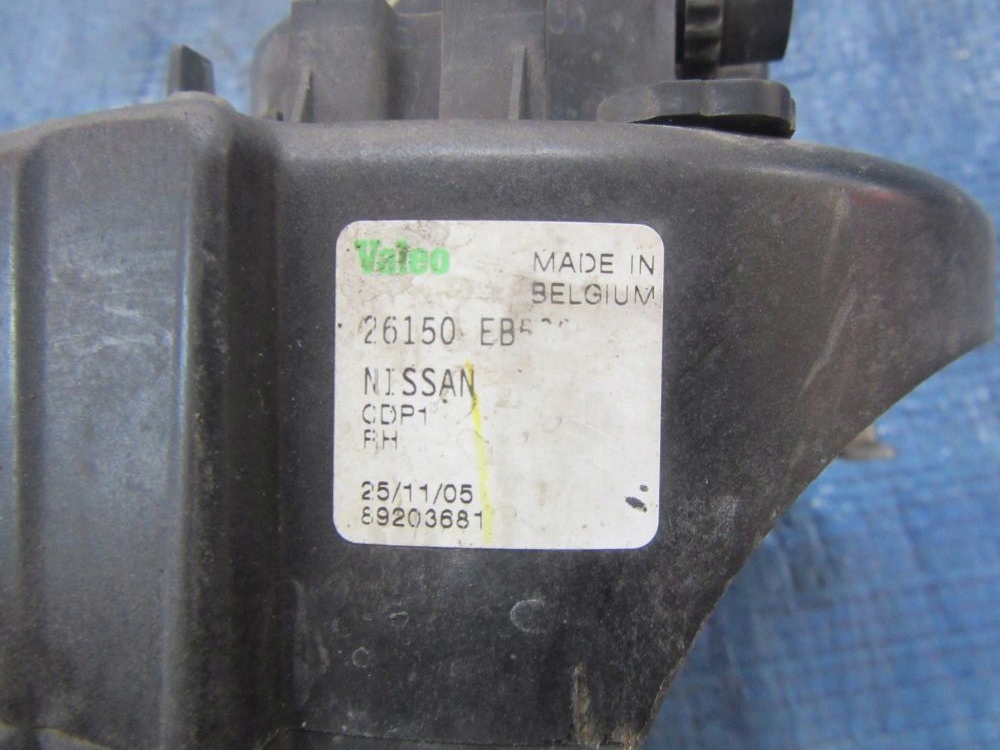 Valeo
MADE IN
BELGIUM
26150
NISSAN
CDP1
RH
25/11/05
89203681